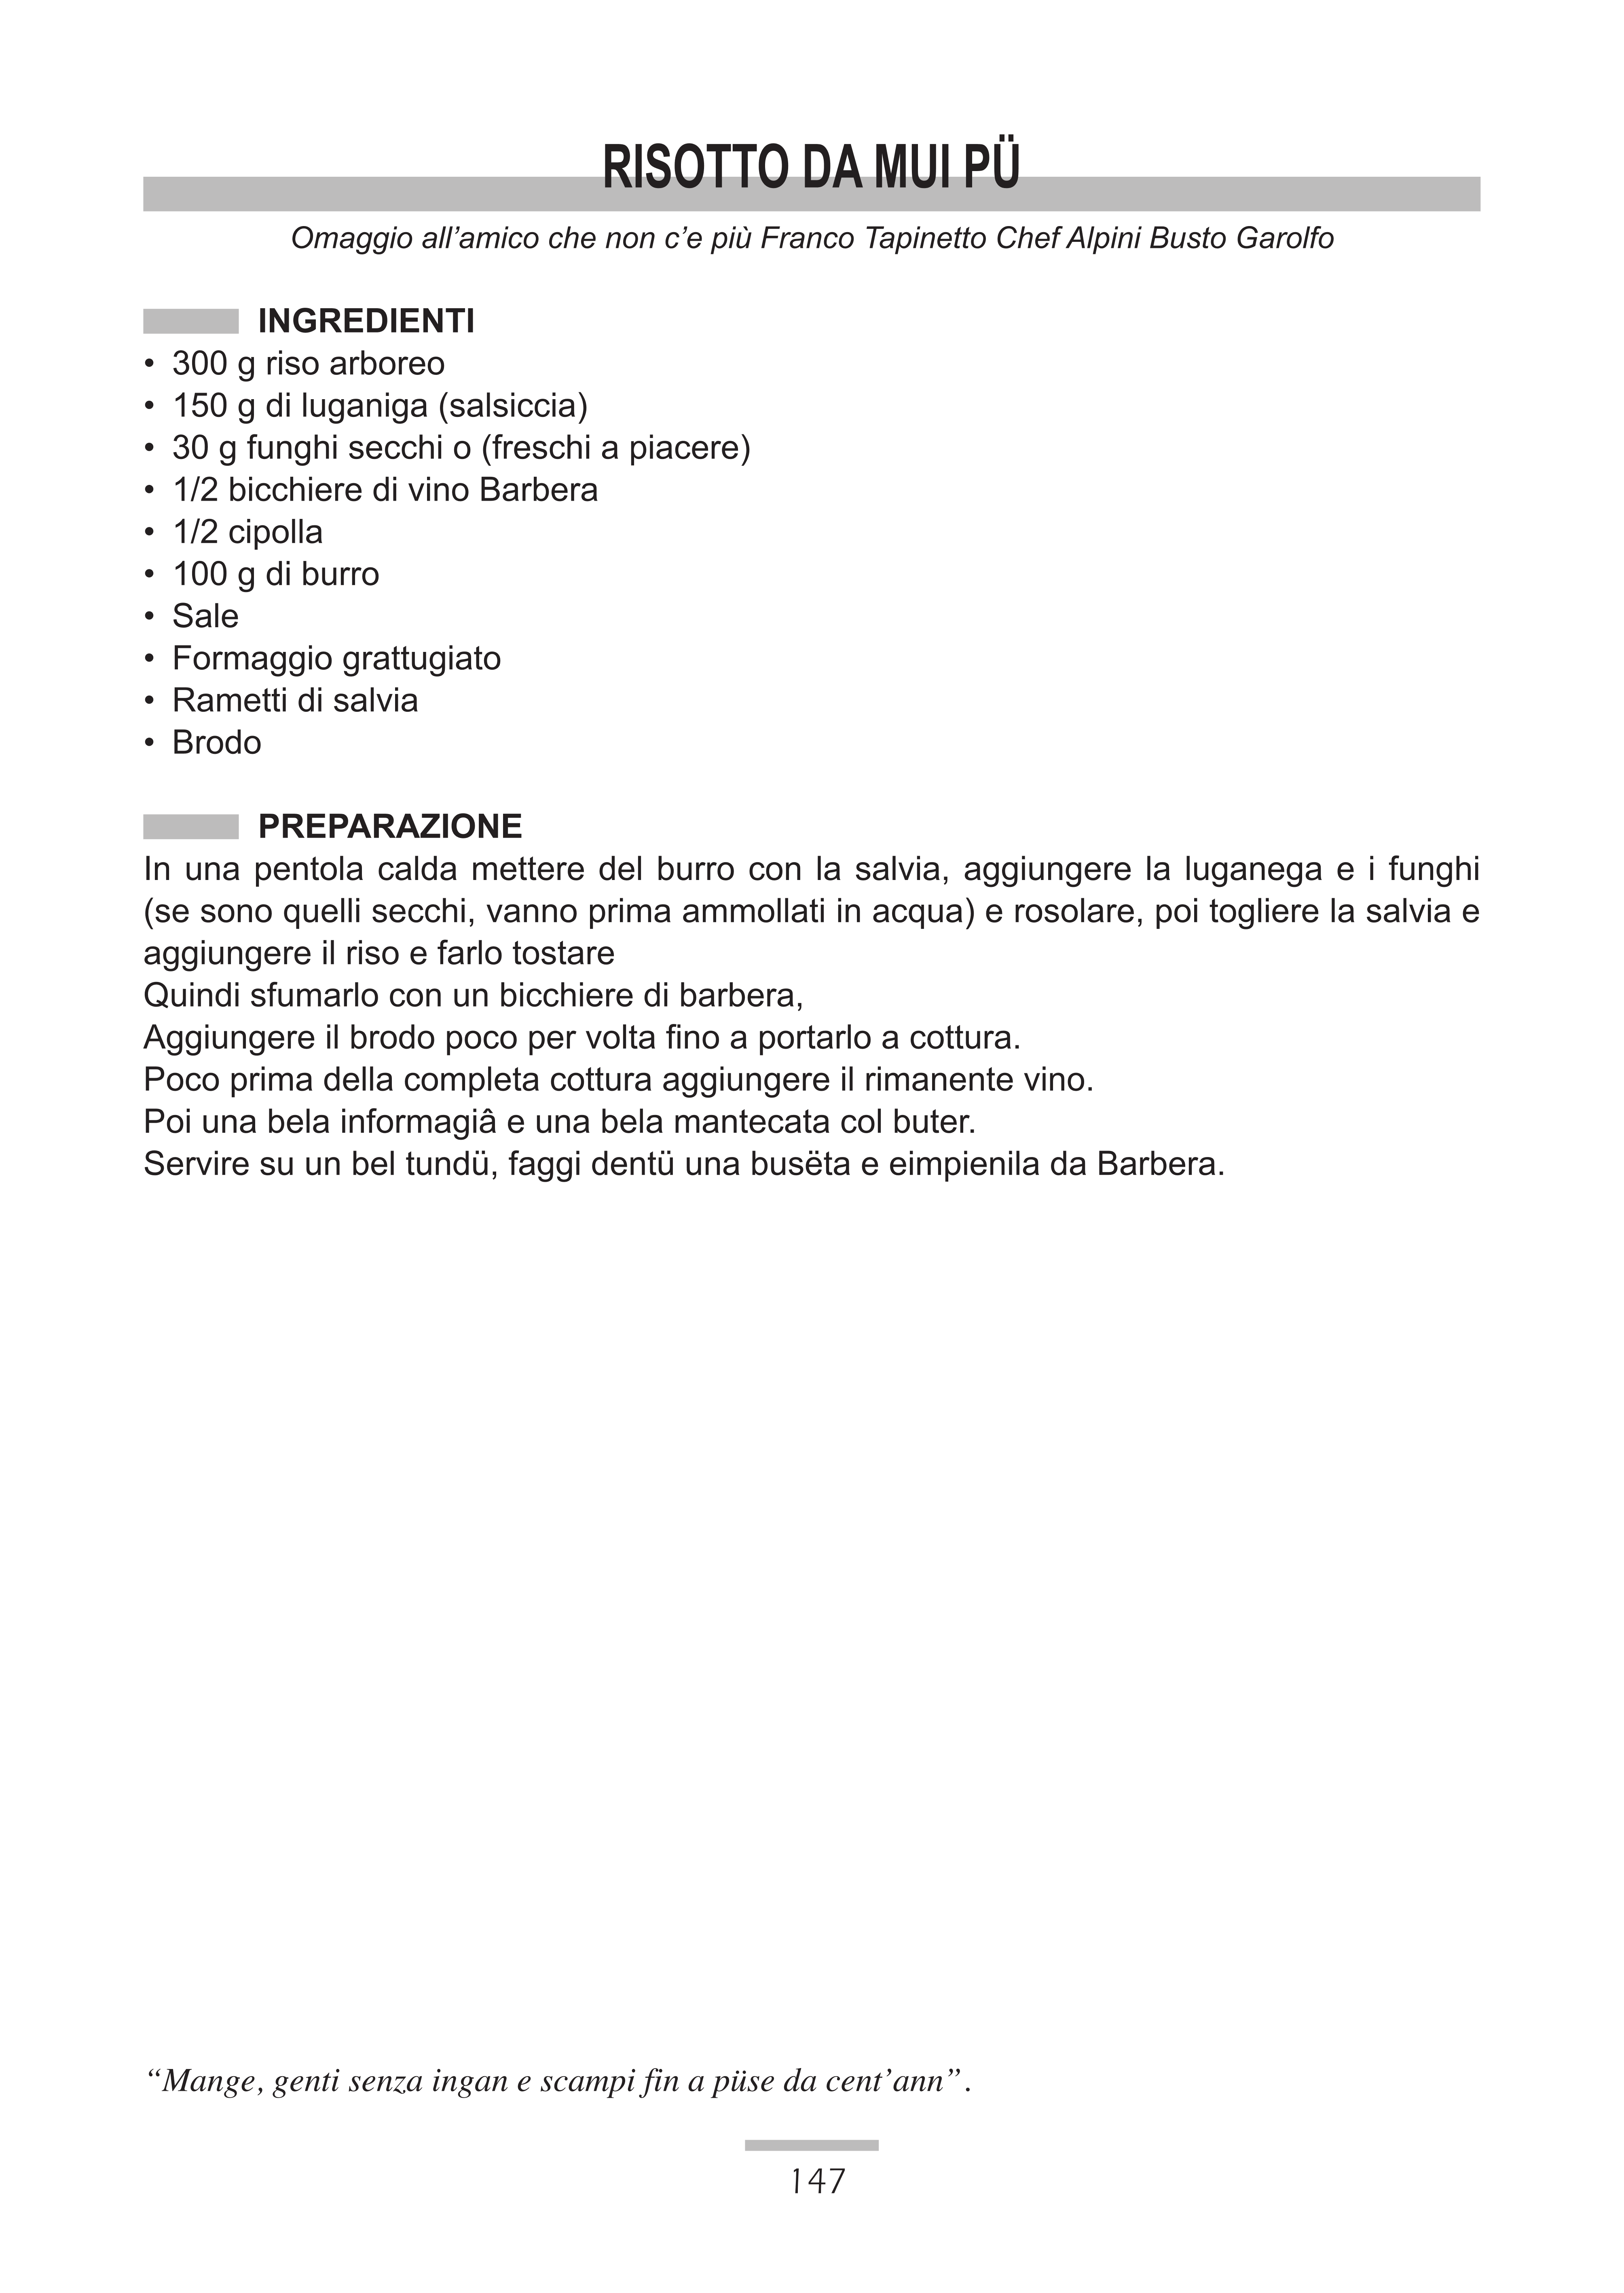 RISOTTO DA MUI PÜ
Omaggio all’amico che non c’e più Franco Tapinetto Chef Alpini Busto Garolfo
INGREDIENTI
• 300 g riso arboreo
• 150 g di luganiga (salsiccia)
• 30 g funghi secchi o (freschi a piacere)
• 1/2 bicchiere di vino Barbera
• 1/2 cipolla
• 100 g di burro
• Sale
• Formaggio grattugiato
• Rametti di salvia
• Brodo
PREPARAZIONE
In una pentola calda mettere del burro con la salvia, aggiungere la luganega e i funghi
(se sono quelli secchi, vanno prima ammollati in acqua) e rosolare, poi togliere la salvia e
aggiungere il riso e farlo tostare
Quindi sfumarlo con un bicchiere di barbera,
Aggiungere il brodo poco per volta fino a portarlo a cottura.
Poco prima della completa cottura aggiungere il rimanente vino.
Poi una bela informagiâ e una bela mantecata col buter.
Servire su un bel tundü, faggi dentü una busëta e eimpienila da Barbera.
“Mange, genti senza ingan e scampi fin a püse da cent’ann”.
147